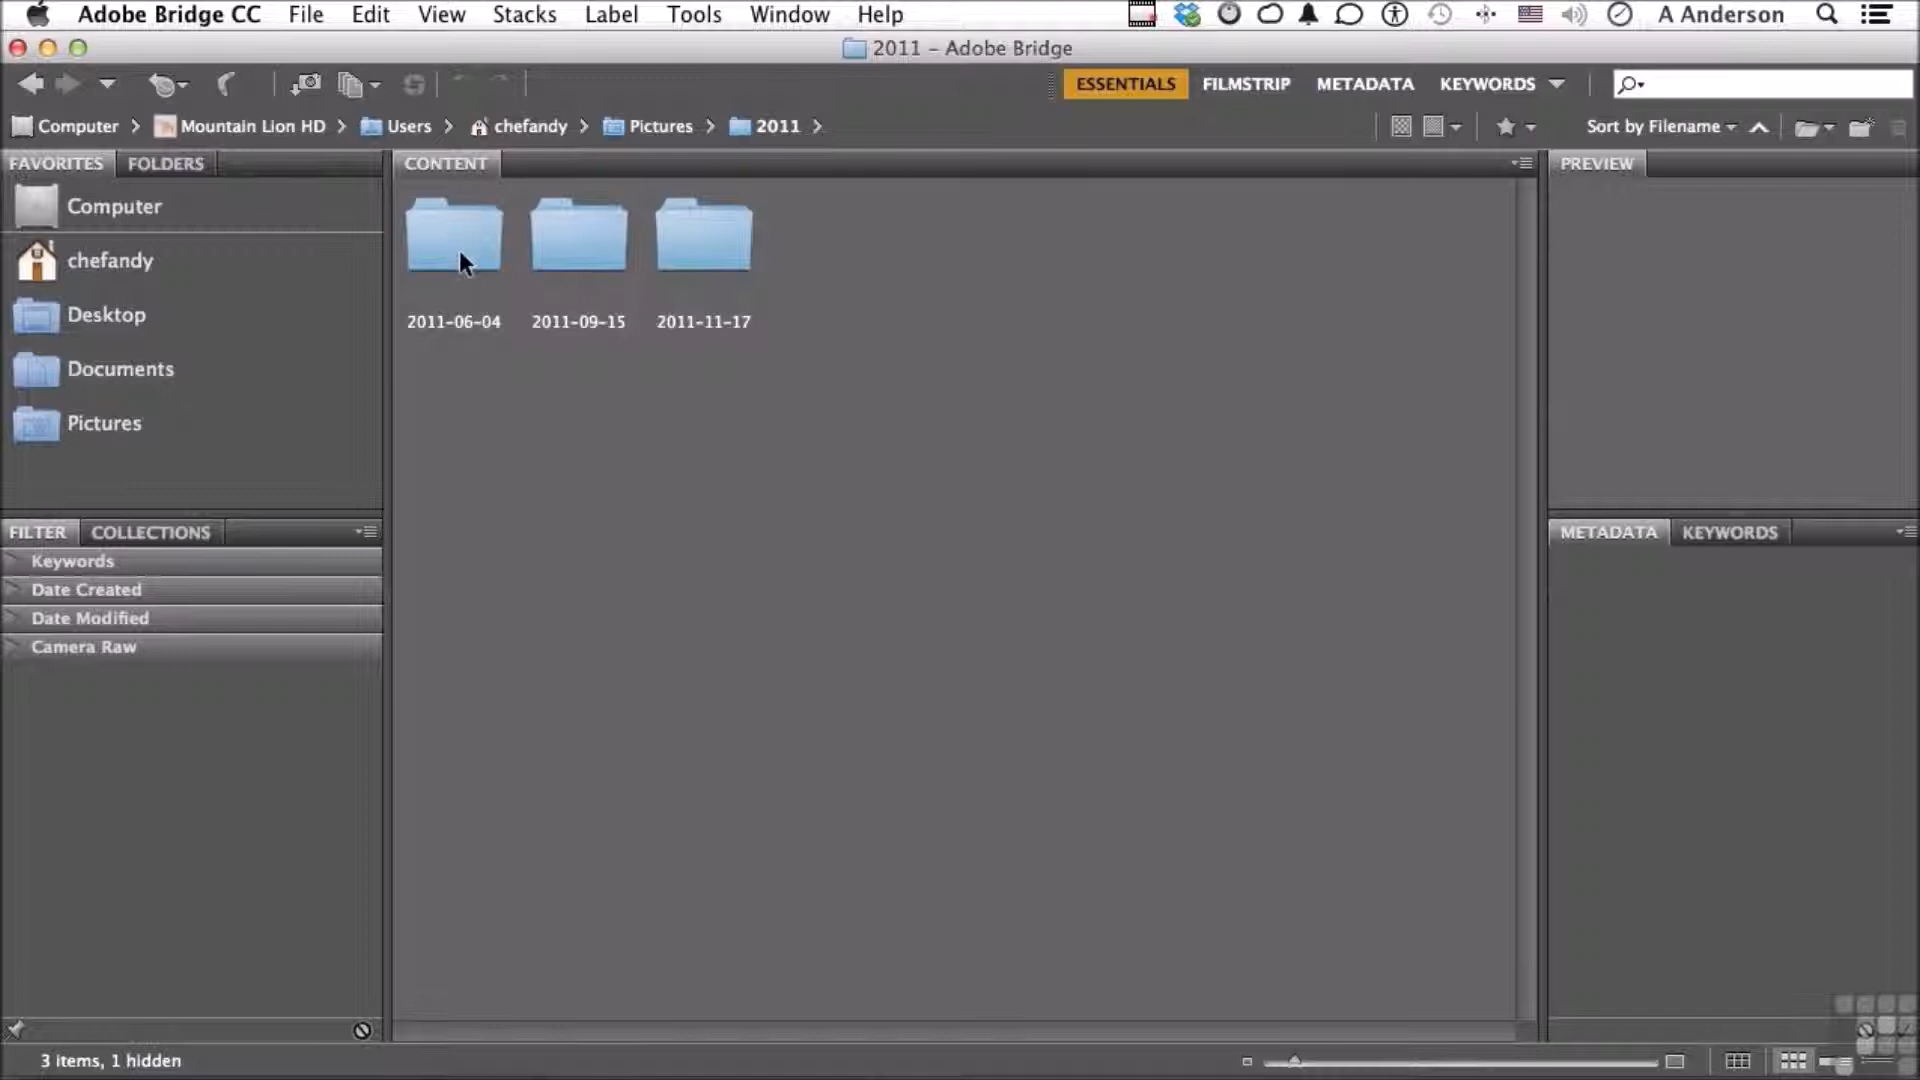 Adobe Bridge CC File Edit View Stacks Label Tools Window Help A Anderson
2011 – Adobe Bridge
ESSENTIALS FILMSTRIP METADATA KEYWORDS
Computer Mountain Lion HD Users chefandy Pictures 2011 Sort by Filename
FAVORITES FOLDERS CONTENT PREVIEW
Computer
chefandy
Desktop
Documents
Pictures
2011-06-04 2011-09-15 2011-11-17
FILTER COLLECTIONS METADATA KEYWORDS
Keywords
Date Created
Date Modified
Camera Raw
3 items, 1 hidden